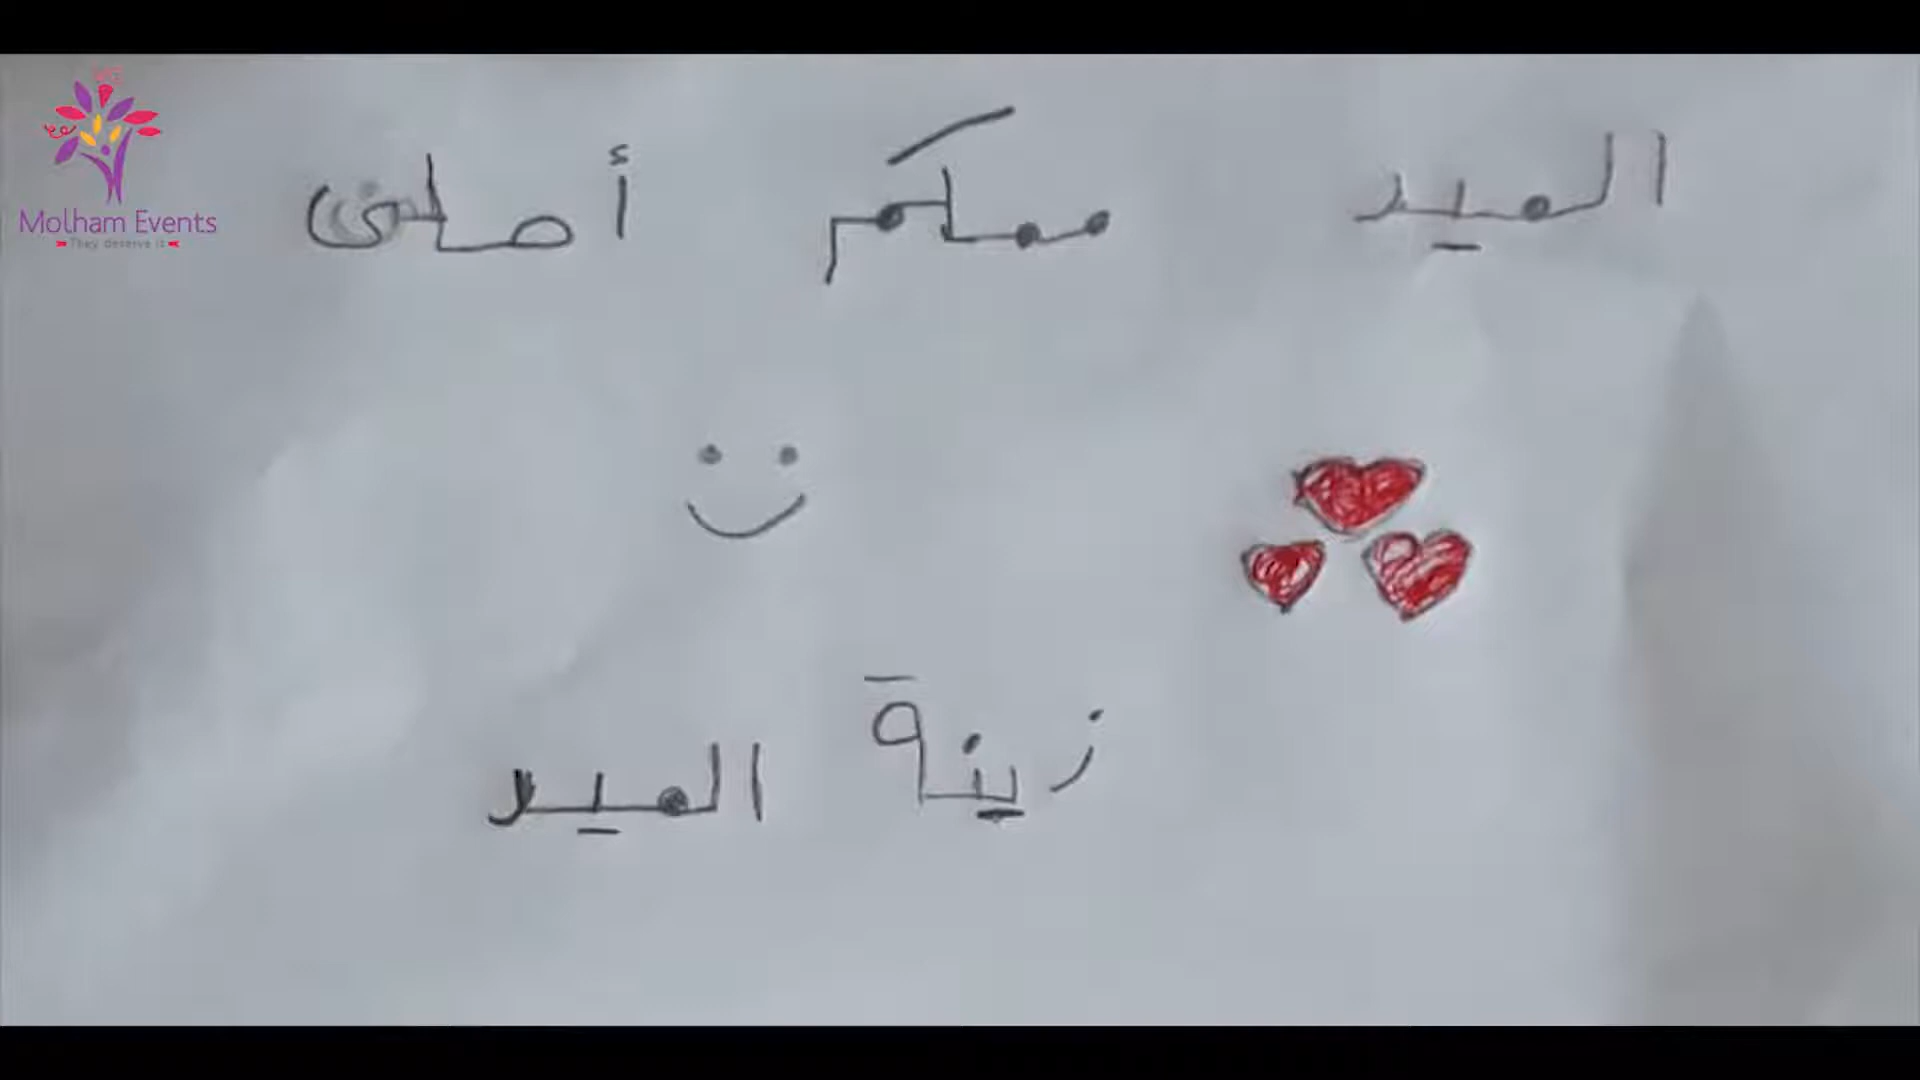 العيد معكم أحلى
زينة العيد
Molham Events
They deserve it